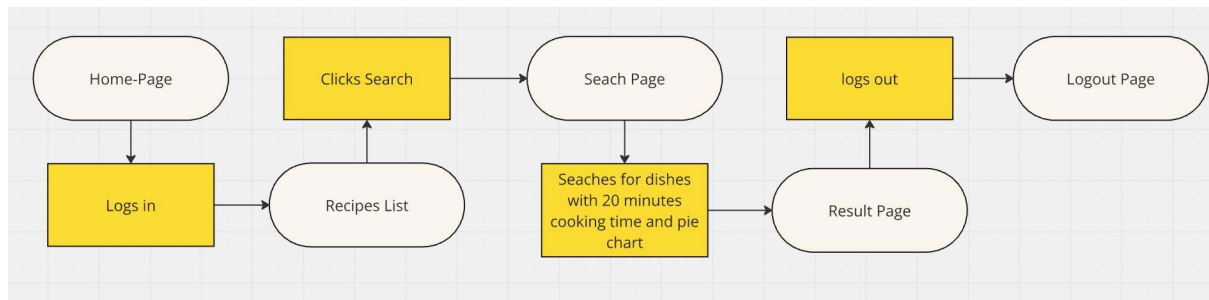 Home-Page
Logs in
Recipes List
Clicks Search
Seach Page
Seaches for dishes
with 20 minutes
cooking time and pie
chart
Result Page
logs out
Logout Page